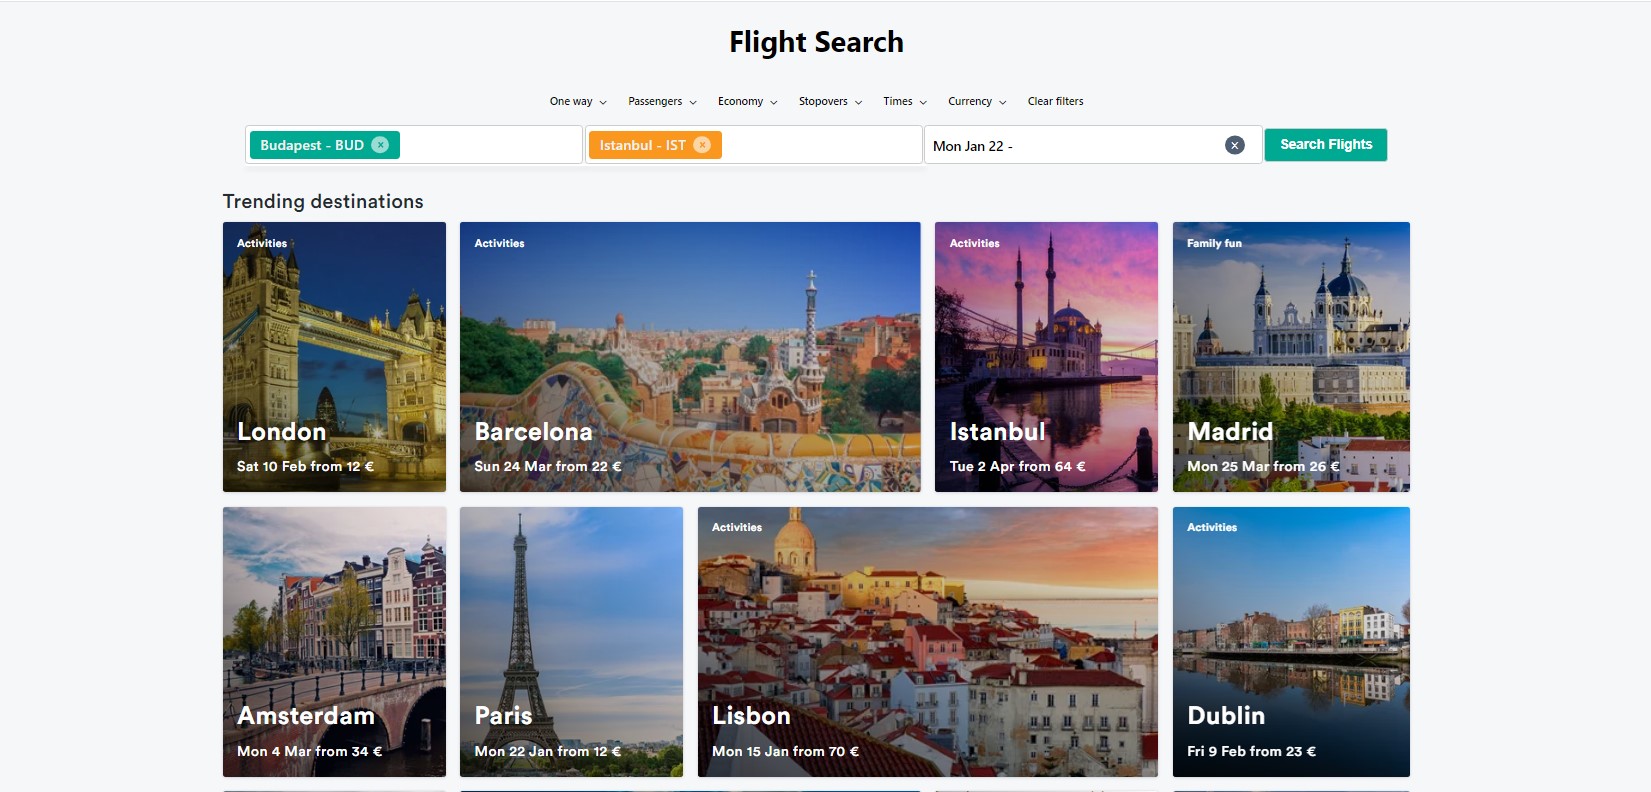 Flight Search
One way Passengers Economy Stopovers Times Currency Clear filters
Budapest - BUD Istanbul - IST Mon Jan 22 - Search Flights
Trending destinations
Activities
London
Sat 10 Feb from 12 €
Activities
Barcelona
Sun 24 Mar from 22 €
Activities
Istanbul
Tue 2 Apr from 64 €
Family fun
Madrid
Mon 25 Mar from 26 €
Amsterdam
Mon 4 Mar from 34 €
Paris
Mon 22 Jan from 12 €
Activities
Lisbon
Mon 15 Jan from 70 €
Activities
Dublin
Fri 9 Feb from 23 €